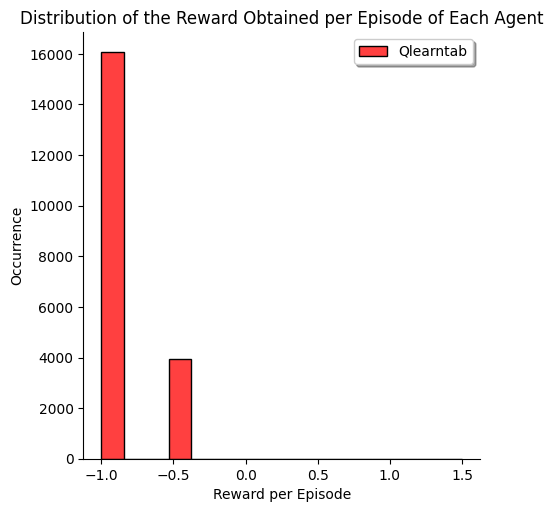 Distribution of the Reward Obtained per Episode of Each Agent
Qlearntab
16000
14000
12000
10000
8000
6000
4000
2000
0
Occurrence
−1.0 −0.5 0.0 0.5 1.0 1.5
Reward per Episode